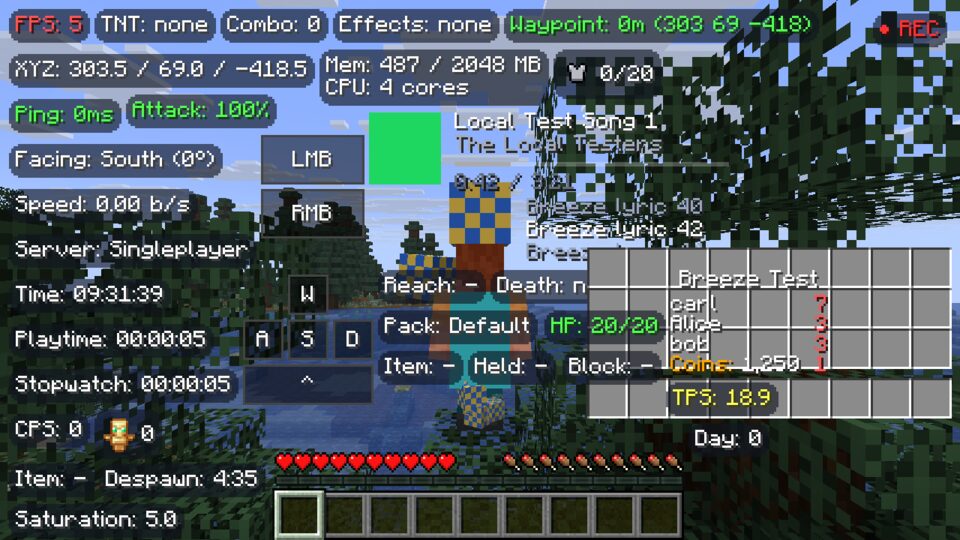 FPS: 5 TNT: none Combo: 0 Effects: none Waypoint: 0m (303 69 -418) REC
XYZ: 303.5 / 69.0 / -418.5
Mem: 487 / 2048 MB
CPU: 4 cores
0/20
Ping: 0ms Attack: 100%
Local Test Song 1
The Local Testers
0:42 / 3:21
Facing: South (0°)
LMB
Speed: 0.00 b/s
RMB
Breeze lyric 40
Breeze lyric 42
Server: Singleplayer
Time: 09:31:39
W
Reach: - Death:
Breeze Test
carl 7
Alice 3
bob 3
Coins: 1,250 1
Playtime: 00:00:05
A S D
Pack: Default HP: 20/20
Stopwatch: 00:00:05
^
Item: - Held: - Block: -
TPS: 18.9
CPS: 0 0
Day: 0
Item: - Despawn: 4:35
Saturation: 5.0